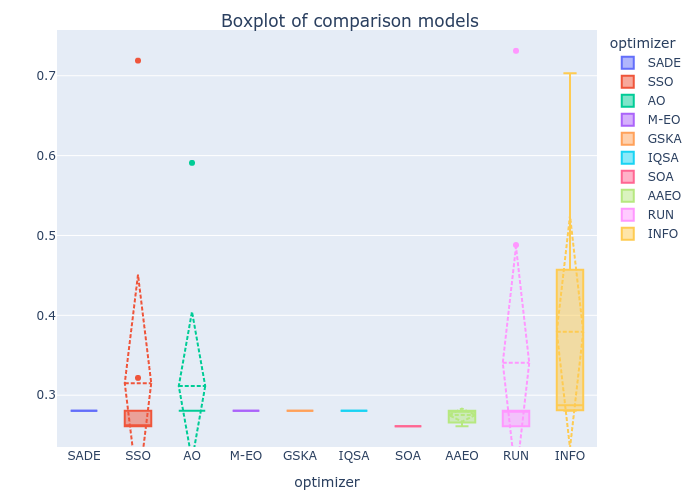 Boxplot of comparison models
optimizer
SADE
SSO
AO
M-EO
GSKA
IQSA
SOA
AAEO
RUN
INFO
0.7
0.6
0.5
0.4
0.3
SADE SSO AO M-EO GSKA IQSA SOA AAEO RUN INFO
optimizer